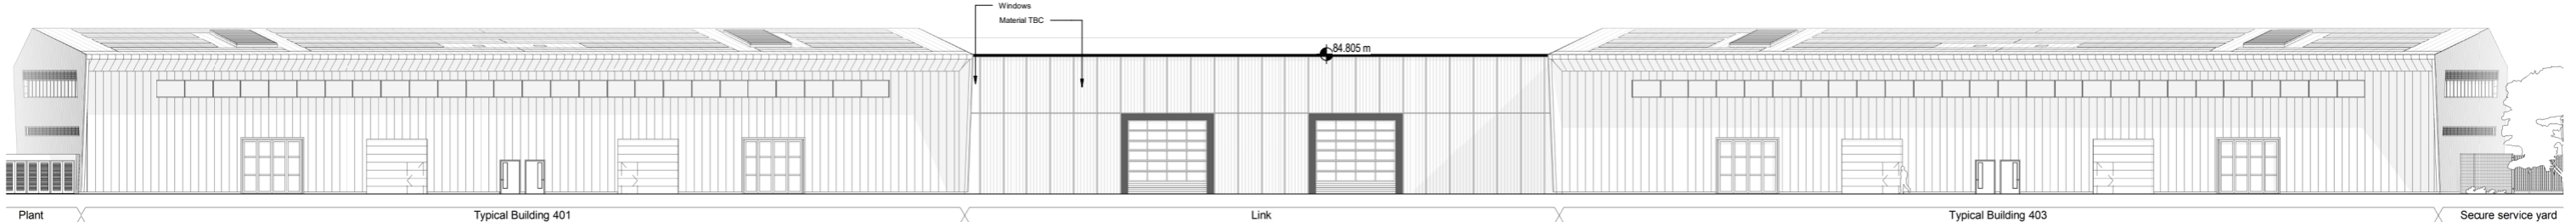 Windows
Material TBC
84.805 m
Plant
Typical Building 401
Link
Typical Building 403
Secure service yard